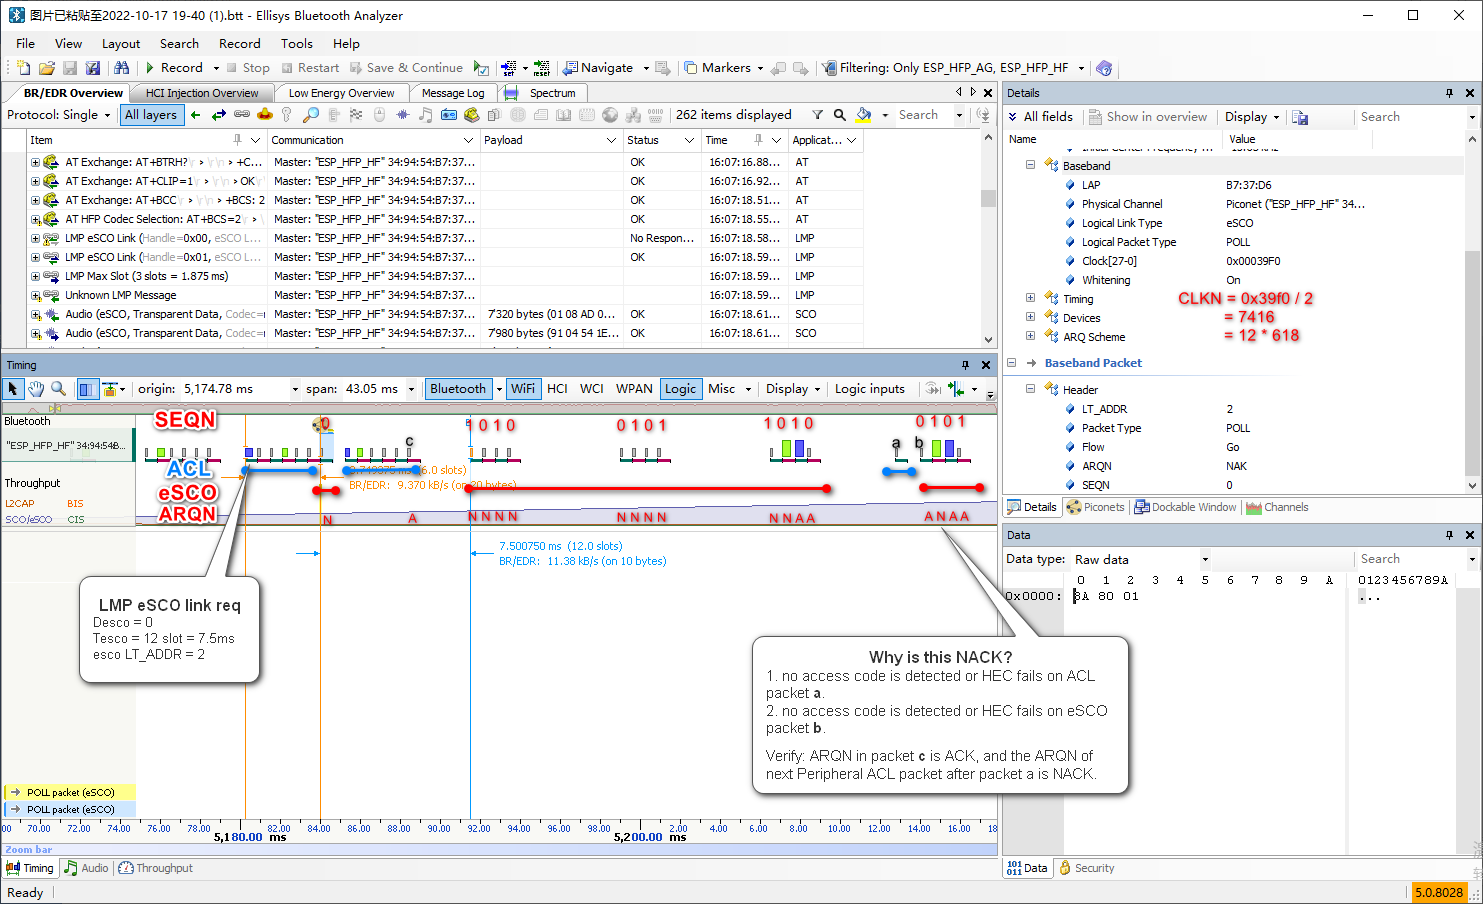 图片已粘贴至2022-10-17 19-40 (1).btt - Ellisys Bluetooth Analyzer
File View Layout Search Record Tools Help
Record Stop Restart Save & Continue Navigate Markers Filtering: Only ESP_HFP_AG, ESP_HFP_HF
BR/EDR Overview HCI Injection Overview Low Energy Overview Message Log Spectrum
Protocol: Single All layers 262 items displayed Search
Item Communication Payload Status Time Applicat...
AT Exchange: AT+BTRH? +C... Master: "ESP_HFP_HF" 34:94:54:B7:37... OK 16:07:16.88... AT
AT Exchange: AT+CLIP=1 OK Master: "ESP_HFP_HF" 34:94:54:B7:37... OK 16:07:16.92... AT
AT Exchange: AT+BCC +BCS: 2 Master: "ESP_HFP_HF" 34:94:54:B7:37... OK 16:07:18.51... AT
AT HFP Codec Selection: AT+BCS=2 Master: "ESP_HFP_HF" 34:94:54:B7:37... OK 16:07:18.55... AT
LMP eSCO Link (Handle=0x00, eSCO L... Master: "ESP_HFP_HF" 34:94:54:B7:37... No Respon... 16:07:18.58... LMP
LMP eSCO Link (Handle=0x01, eSCO L... Master: "ESP_HFP_HF" 34:94:54:B7:37... OK 16:07:18.59... LMP
LMP Max Slot (3 slots = 1.875 ms) Master: "ESP_HFP_HF" 34:94:54:B7:37... 16:07:18.59... LMP
Unknown LMP Message Master: "ESP_HFP_HF" 34:94:54:B7:37... 16:07:18.59... LMP
Audio (eSCO, Transparent Data, Codec= Master: "ESP_HFP_HF" 34:94:54:B7:37... 7320 bytes (01 08 AD 0... OK 16:07:18.61... SCO
Audio (eSCO, Transparent Data, Codec= Master: "ESP_HFP_HF" 34:94:54:B7:37... 7980 bytes (91 04 54 1E... OK 16:07:18.61... SCO
Timing
origin: 5,174.78 ms span: 43.05 ms Bluetooth WiFi HCI WCI WPAN Logic Misc Display Logic inputs
Bluetooth
"ESP_HFP_HF" 34:94:54:B...
Throughput
L2CAP BIS
SCO/eSCO CIS
SEQN 0 1 0 1 0 0 1 0 1 1 0 1 0 0 1 0 1
c a b
ACL
eSCO
ARQN N A N N N N N N N N N N A A A N A A
3.749375 ms (6.0 slots)
BR/EDR: 9.370 kB/s (on 20 bytes)
7.500750 ms (12.0 slots)
BR/EDR: 11.38 kB/s (on 10 bytes)
LMP eSCO link req
Desco = 0
Tesco = 12 slot = 7.5ms
esco LT_ADDR = 2
Why is this NACK?
1. no access code is detected or HEC fails on ACL
packet a.
2. no access code is detected or HEC fails on eSCO
packet b.
Verify: ARQN in packet c is ACK, and the ARQN of
next Peripheral ACL packet after packet a is NACK.
POLL packet (eSCO)
POLL packet (eSCO)
00 70.00 72.00 74.00 76.00 78.00 5,180.00 ms 82.00 84.00 86.00 88.00 90.00 92.00 94.00 96.00 98.00 5,200.00 ms 2.00 4.00 6.00 8.00 10.00 12.00 14.00 16.00 18
Zoom bar
Timing Audio Throughput
Ready
Details
All fields Show in overview Display Search
Name Value
Baseband
LAP B7:37:D6
Physical Channel Piconet ("ESP_HFP_HF" 34...
Logical Link Type eSCO
Logical Packet Type POLL
Clock[27-0] 0x00039F0
Whitening On
Timing
Devices
ARQ Scheme
CLKN = 0x39f0 / 2
= 7416
= 12 * 618
Baseband Packet
Header
LT_ADDR 2
Packet Type POLL
Flow Go
ARQN NAK
SEQN 0
Details Piconets Dockable Window Channels
Data
Data type: Raw data Search
0 1 2 3 4 5 6 7 8 9 A 0123456789A
0x0000: 8A 80 01 ...
Data Security
5.0.8028